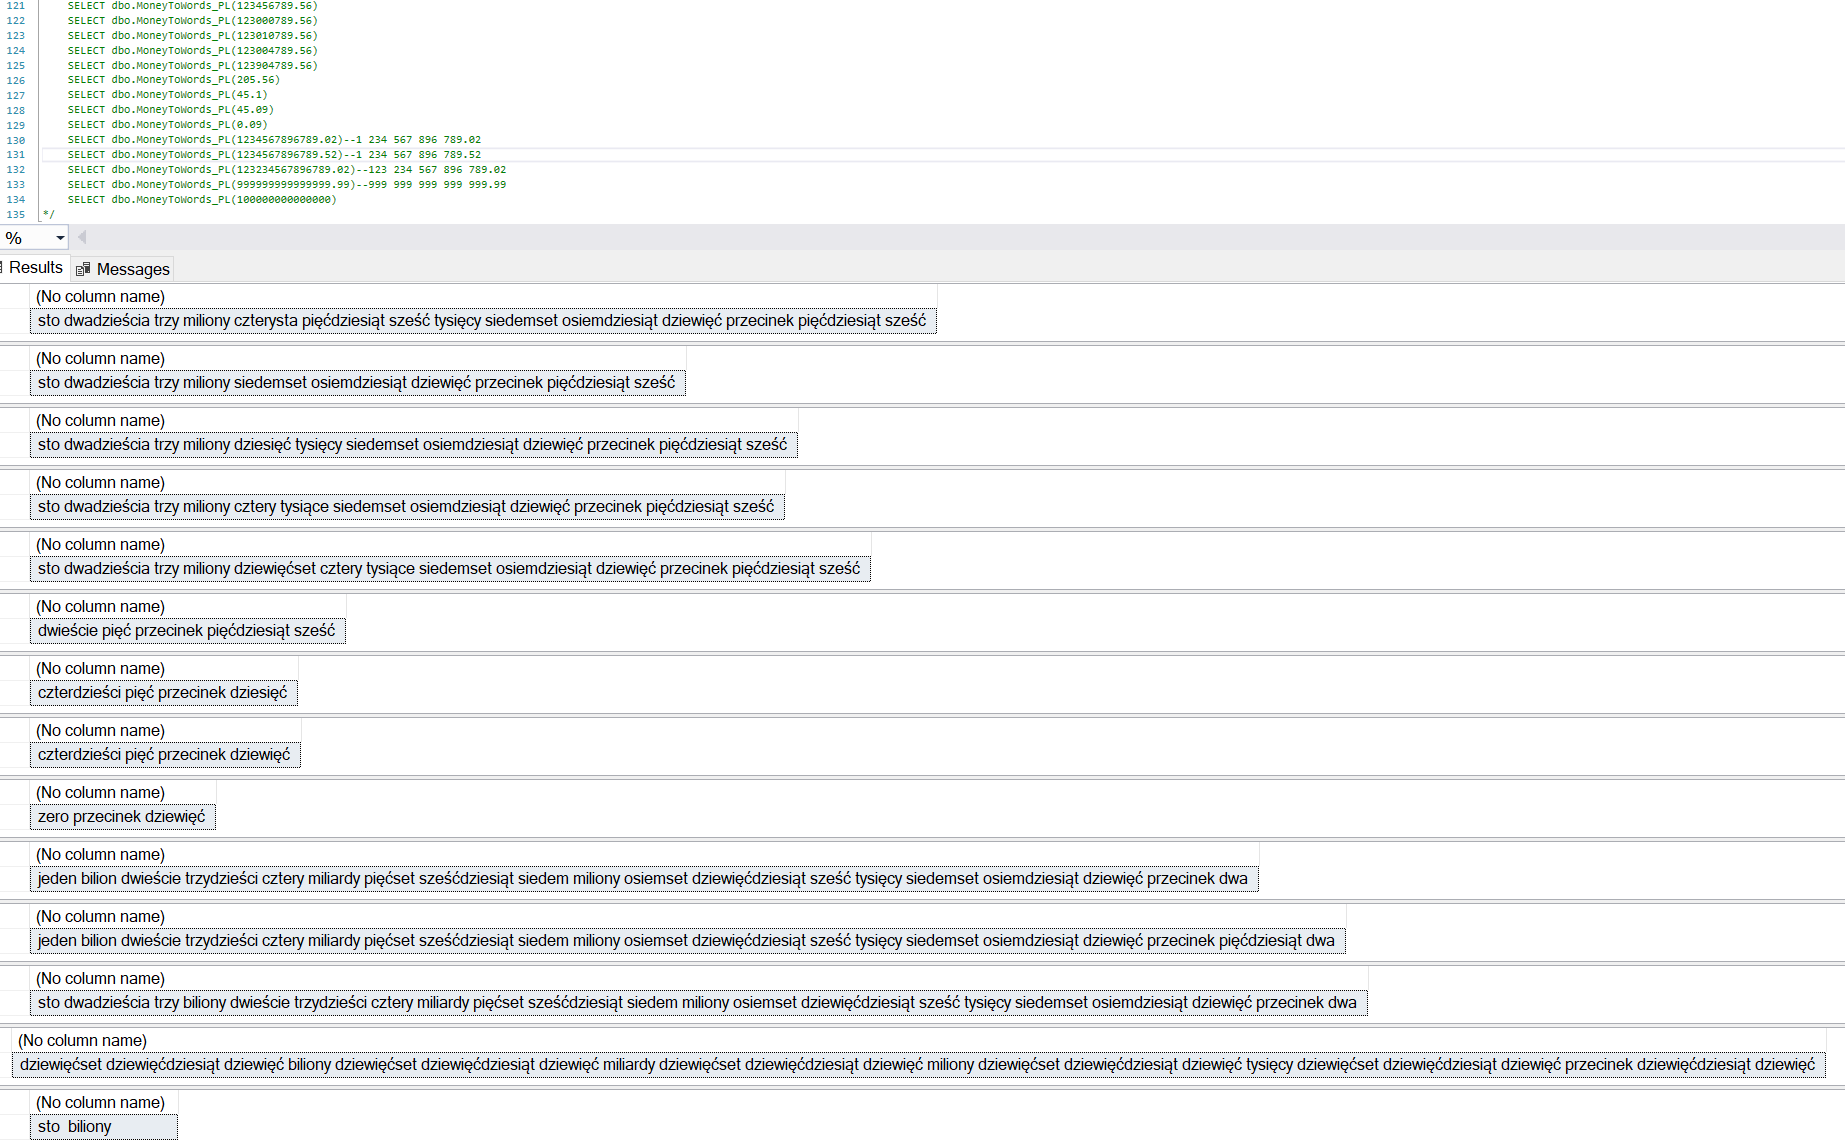 121 SELECT dbo.MoneyToWords_PL(123456789.56)
122 SELECT dbo.MoneyToWords_PL(123000789.56)
123 SELECT dbo.MoneyToWords_PL(123010789.56)
124 SELECT dbo.MoneyToWords_PL(123004789.56)
125 SELECT dbo.MoneyToWords_PL(123904789.56)
126 SELECT dbo.MoneyToWords_PL(205.56)
127 SELECT dbo.MoneyToWords_PL(45.1)
128 SELECT dbo.MoneyToWords_PL(45.09)
129 SELECT dbo.MoneyToWords_PL(0.09)
130 SELECT dbo.MoneyToWords_PL(1234567896789.02)--1 234 567 896 789.02
131 SELECT dbo.MoneyToWords_PL(1234567896789.52)--1 234 567 896 789.52
132 SELECT dbo.MoneyToWords_PL(123234567896789.02)--123 234 567 896 789.02
133 SELECT dbo.MoneyToWords_PL(999999999999999.99)--999 999 999 999 999.99
134 SELECT dbo.MoneyToWords_PL(100000000000000)
135 */
%
Results Messages
(No column name)
sto dwadzieścia trzy miliony czterysta pięćdziesiąt sześć tysięcy siedemset osiemdziesiąt dziewięć przecinek pięćdziesiąt sześć
(No column name)
sto dwadzieścia trzy miliony siedemset osiemdziesiąt dziewięć przecinek pięćdziesiąt sześć
(No column name)
sto dwadzieścia trzy miliony dziesięć tysięcy siedemset osiemdziesiąt dziewięć przecinek pięćdziesiąt sześć
(No column name)
sto dwadzieścia trzy miliony cztery tysiące siedemset osiemdziesiąt dziewięć przecinek pięćdziesiąt sześć
(No column name)
sto dwadzieścia trzy miliony dziewięćset cztery tysiące siedemset osiemdziesiąt dziewięć przecinek pięćdziesiąt sześć
(No column name)
dwieście pięć przecinek pięćdziesiąt sześć
(No column name)
czterdzieści pięć przecinek dziesięć
(No column name)
czterdzieści pięć przecinek dziewięć
(No column name)
zero przecinek dziewięć
(No column name)
jeden bilion dwieście trzydzieści cztery miliardy pięćset sześćdziesiąt siedem miliony osiemset dziewięćdziesiąt sześć tysięcy siedemset osiemdziesiąt dziewięć przecinek dwa
(No column name)
jeden bilion dwieście trzydzieści cztery miliardy pięćset sześćdziesiąt siedem miliony osiemset dziewięćdziesiąt sześć tysięcy siedemset osiemdziesiąt dziewięć przecinek pięćdziesiąt dwa
(No column name)
sto dwadzieścia trzy biliony dwieście trzydzieści cztery miliardy pięćset sześćdziesiąt siedem miliony osiemset dziewięćdziesiąt sześć tysięcy siedemset osiemdziesiąt dziewięć przecinek dwa
(No column name)
dziewięćset dziewięćdziesiąt dziewięć biliony dziewięćset dziewięćdziesiąt dziewięć miliardy dziewięćset dziewięćdziesiąt dziewięć miliony dziewięćset dziewięćdziesiąt dziewięć tysięcy dziewięćset dziewięćdziesiąt dziewięć przecinek dziewięćdziesiąt dziewięć
(No column name)
sto  biliony